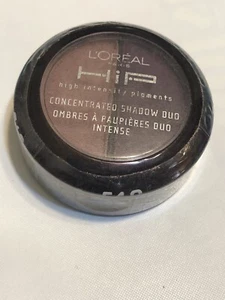 L'ORÉAL
PARIS
HiP
high intensity pigments
CONCENTRATED SHADOW DUO
OMBRES À PAUPIÈRES DUO
INTENSE